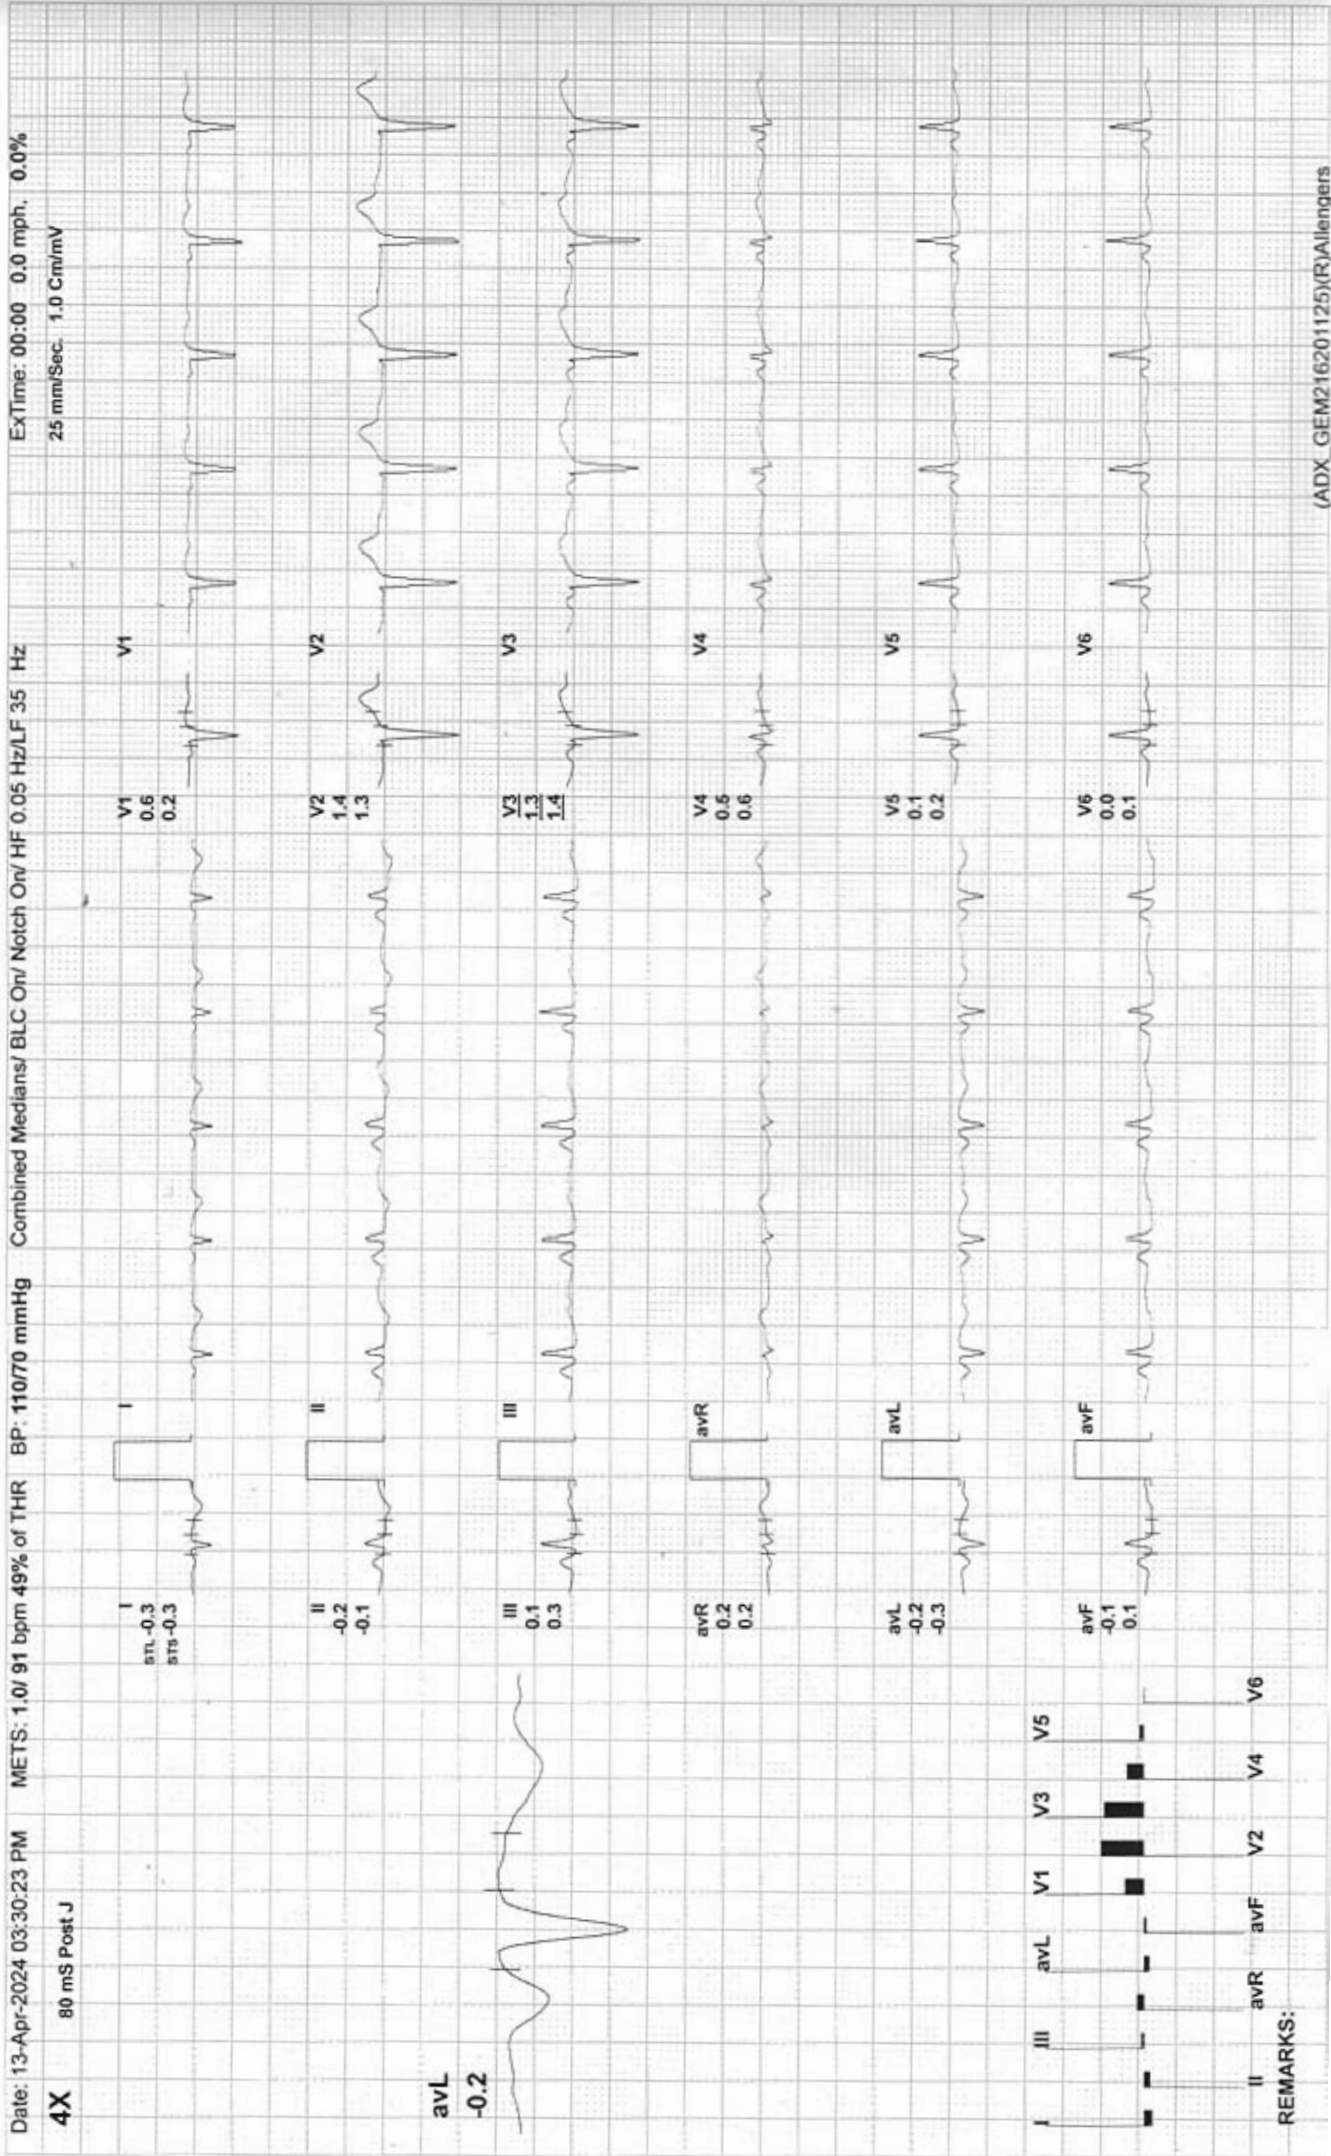 Date: 13-Apr-2024 03:30:23 PM METS: 1.0/ 91 bpm 49% of THR BP: 110/70 mmHg Combined Medians/ BLC On/ Notch On/ HF 0.05 Hz/LF 35 Hz ExTime: 00:00 0.0 mph, 0.0%
4X
80 mS Post J
25 mm/Sec. 1.0 Cm/mV
I
STL -0.3
STS -0.3
I
V1
0.6
0.2
V1
II
-0.2
-0.1
II
V2
1.4
1.3
V2
avL
-0.2
III
0.1
0.3
III
V3
1.3
1.4
V3
avR
0.2
0.2
avR
V4
0.5
0.6
V4
avL
-0.2
-0.3
avL
V5
0.1
0.2
V5
avF
-0.1
0.1
avF
V6
0.0
0.1
V6
I III avL V1 V3 V5
II avR avF V2 V4 V6
REMARKS:
(ADX_GEM216201125)(R)Allengers